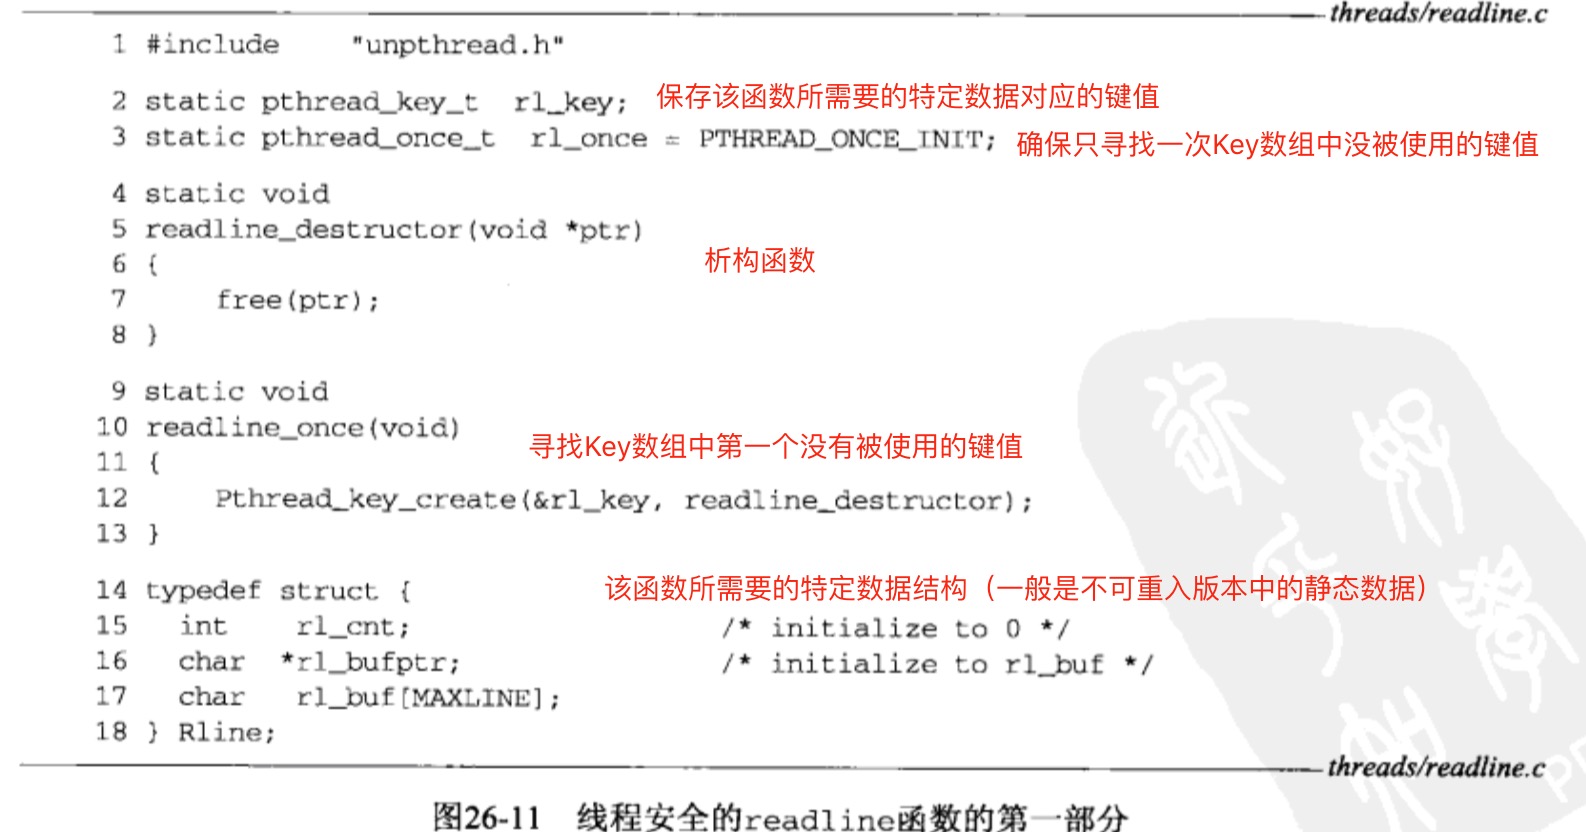 threads/readline.c
1 #include "unpthread.h"
2 static pthread_key_t rl_key; 保存该函数所需要的特定数据对应的键值
3 static pthread_once_t rl_once = PTHREAD_ONCE_INIT; 确保只寻找一次Key数组中没被使用的键值
4 static void
5 readline_destructor(void *ptr)
析构函数
6 {
7 free(ptr);
8 }
9 static void
10 readline_once(void)
寻找Key数组中第一个没有被使用的键值
11 {
12 Pthread_key_create(&rl_key, readline_destructor);
13 }
14 typedef struct { 该函数所需要的特定数据结构（一般是不可重入版本中的静态数据）
15 int rl_cnt; /* initialize to 0 */
16 char *rl_bufptr; /* initialize to rl_buf */
17 char rl_buf[MAXLINE];
18 } Rline;
threads/readline.c
图26-11 线程安全的readline函数的第一部分